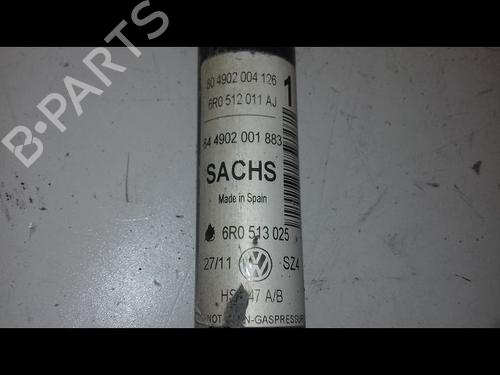 B-PARTS
80 4902 004 126
6R0 512 011 AJ
1
84 4902 001 883
SACHS
Made in Spain
6R0 513 025
27/11
SZ4
A/B